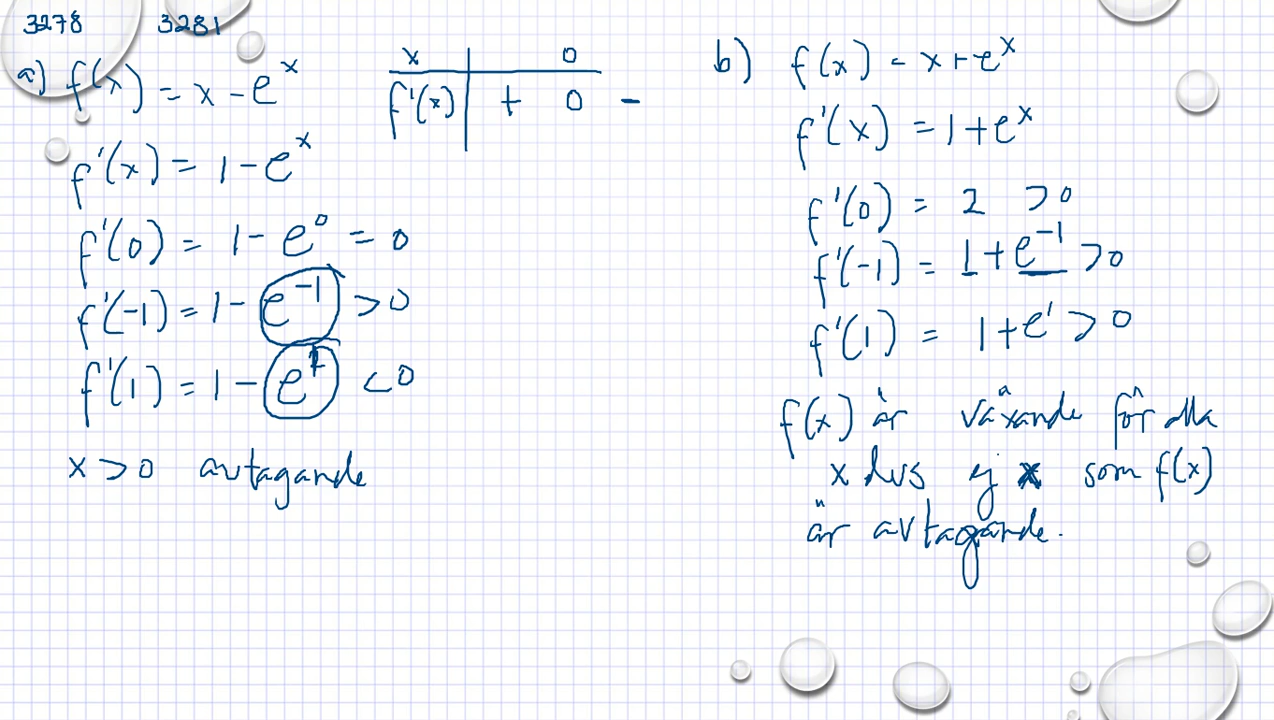 3278 3281
a) f(x) = x - e^x
f'(x) = 1 - e^x
f'(0) = 1 - e^0 = 0
f'(-1) = 1 - e^-1 > 0
f'(1) = 1 - e^1 < 0
x > 0 avtagande
x 0
f'(x) + 0 -
b) f(x) = x + e^x
f'(x) = 1 + e^x
f'(0) = 2 > 0
f'(-1) = 1 + e^-1 > 0
f'(1) = 1 + e^1 > 0
f(x) är växande för alla
x dvs ej x som f(x)
är avtagande.